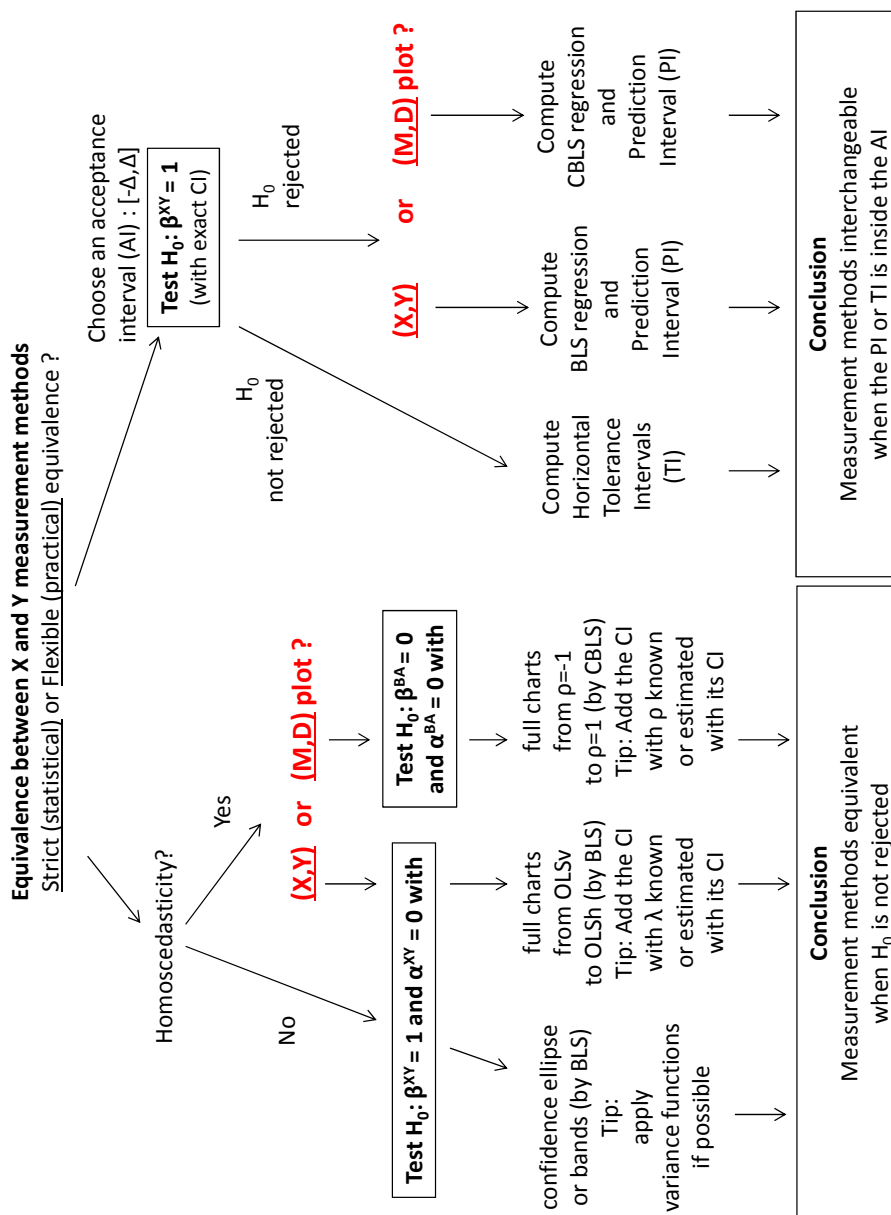 Equivalence between X and Y measurement methods
Strict (statistical) or Flexible (practical) equivalence ?
Homoscedasticity?
No
Yes
(X,Y) or (M,D) plot ?
Test H₀: βˣʸ = 1 and αˣʸ = 0 with
Test H₀: βᴮᴬ = 0
and αᴮᴬ = 0 with
confidence ellipse
or bands (by BLS)
Tip:
apply
variance functions
if possible
full charts
from OLSv
to OLSh (by BLS)
Tip: Add the CI
with λ known
or estimated
with its CI
full charts
from ρ=-1
to ρ=1 (by CBLS)
Tip: Add the CI
with ρ known
or estimated
with its CI
Conclusion
Measurement methods equivalent
when H₀ is not rejected
Choose an acceptance
interval (AI) : [-Δ,Δ]
Test H₀: βˣʸ = 1
(with exact CI)
H₀
not rejected
H₀
rejected
(X,Y) or (M,D) plot ?
Compute
Horizontal
Tolerance
Intervals
(TI)
Compute
BLS regression
and
Prediction
Interval (PI)
Compute
CBLS regression
and
Prediction
Interval (PI)
Conclusion
Measurement methods interchangeable
when the PI or TI is inside the AI